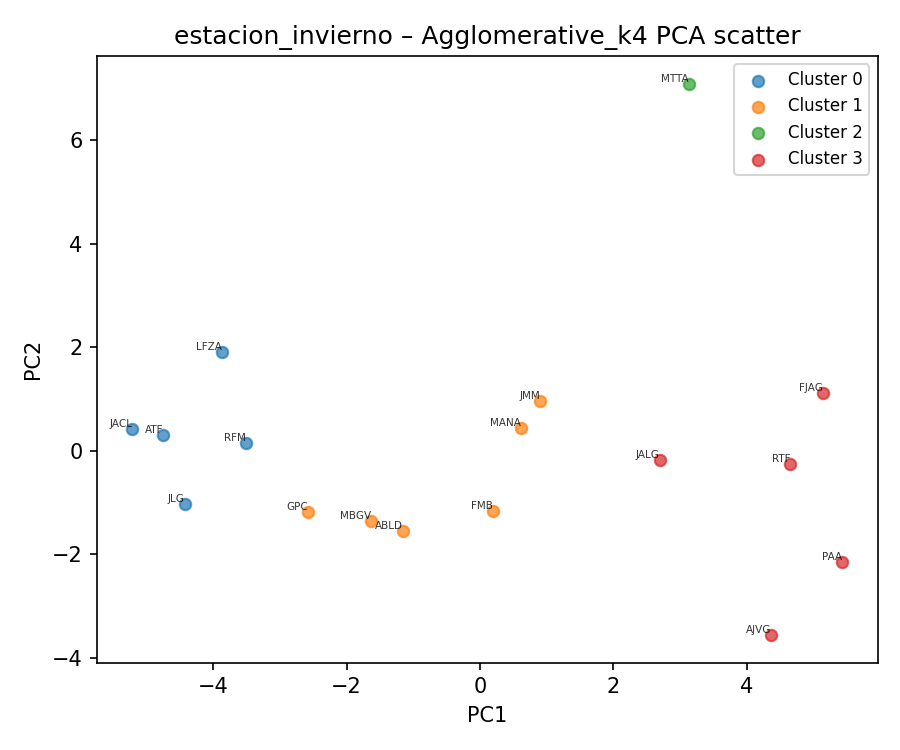 estacion_invierno – Agglomerative_k4 PCA scatter
Cluster 0
Cluster 1
Cluster 2
Cluster 3
MTTA
LFZA
JACL
ATF
RFM
JLG
GPC
MBGV
ABLD
FMB
MANA
JMM
JALG
FJAG
RTF
PAA
AJVG
6
4
2
0
−2
−4
PC2
−4
−2
0
2
4
PC1